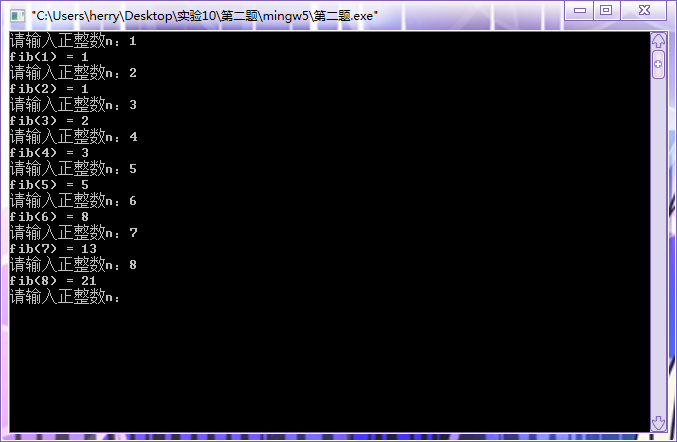 "C:\Users\herry\Desktop\实验10\第二题\mingw5\第二题.exe"
请输入正整数n：1
fib(1) = 1
请输入正整数n：2
fib(2) = 1
请输入正整数n：3
fib(3) = 2
请输入正整数n：4
fib(4) = 3
请输入正整数n：5
fib(5) = 5
请输入正整数n：6
fib(6) = 8
请输入正整数n：7
fib(7) = 13
请输入正整数n：8
fib(8) = 21
请输入正整数n：